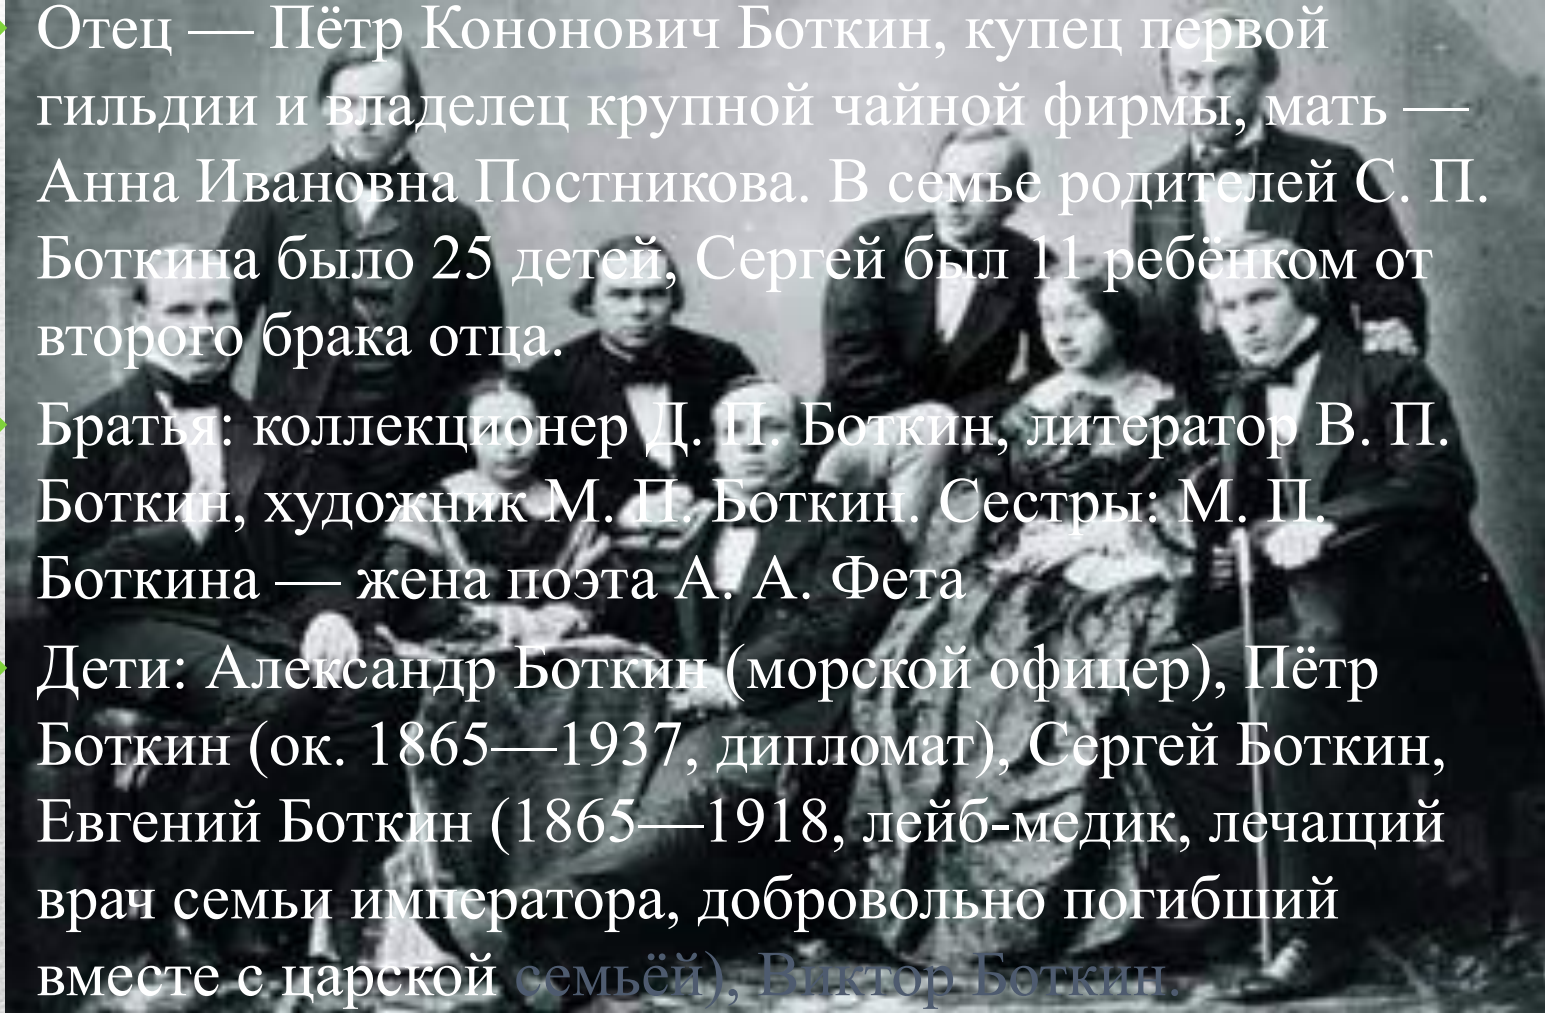 Отец — Пётр Кононович Боткин, купец первой
гильдии и владелец крупной чайной фирмы, мать —
Анна Ивановна Постникова. В семье родителей С. П.
Боткина было 25 детей, Сергей был 11 ребёнком от
второго брака отца.
Братья: коллекционер Д. П. Боткин, литератор В. П.
Боткин, художник М. П. Боткин. Сестры: М. П.
Боткина — жена поэта А. А. Фета
Дети: Александр Боткин (морской офицер), Пётр
Боткин (ок. 1865—1937, дипломат), Сергей Боткин,
Евгений Боткин (1865—1918, лейб-медик, лечащий
врач семьи императора, добровольно погибший
вместе с царской семьёй), Виктор Боткин.